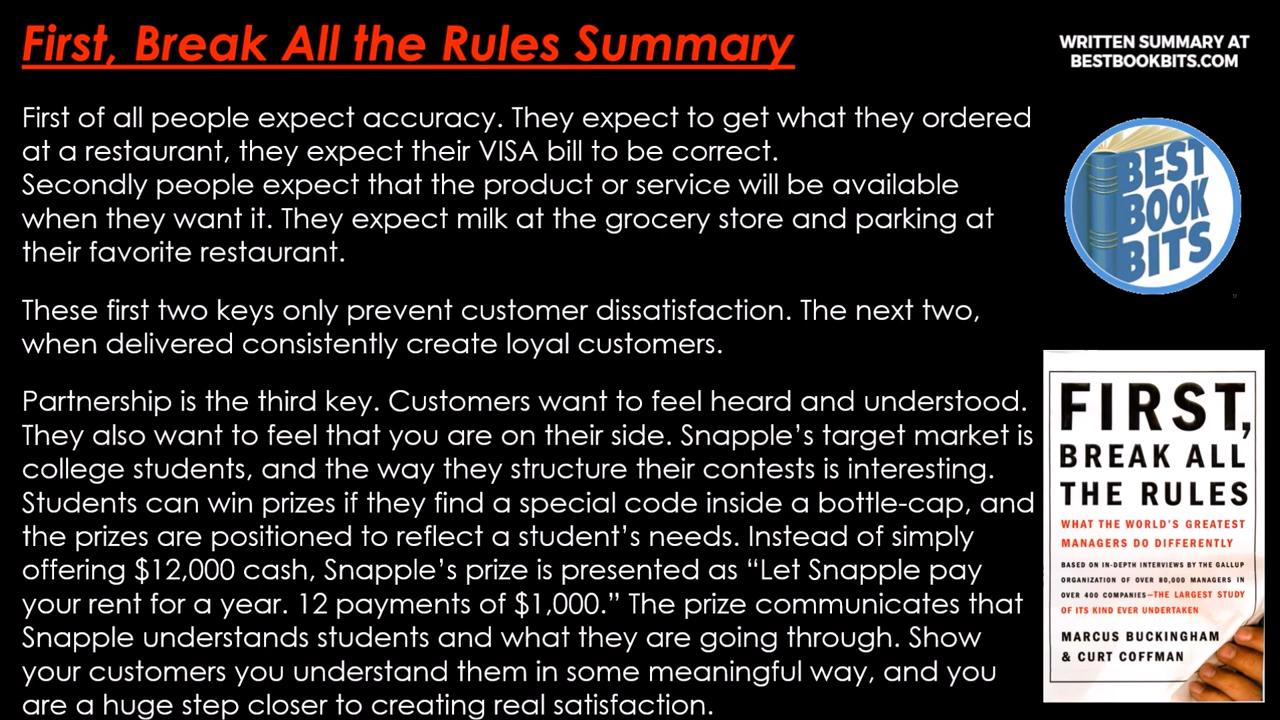 First, Break All the Rules Summary
WRITTEN SUMMARY AT
BESTBOOKBITS.COM
First of all people expect accuracy. They expect to get what they ordered
at a restaurant, they expect their VISA bill to be correct.
Secondly people expect that the product or service will be available
when they want it. They expect milk at the grocery store and parking at
their favorite restaurant.
These first two keys only prevent customer dissatisfaction. The next two,
when delivered consistently create loyal customers.
Partnership is the third key. Customers want to feel heard and understood.
They also want to feel that you are on their side. Snapple’s target market is
college students, and the way they structure their contests is interesting.
Students can win prizes if they find a special code inside a bottle-cap, and
the prizes are positioned to reflect a student’s needs. Instead of simply
offering $12,000 cash, Snapple’s prize is presented as “Let Snapple pay
your rent for a year. 12 payments of $1,000.” The prize communicates that
Snapple understands students and what they are going through. Show
your customers you understand them in some meaningful way, and you
are a huge step closer to creating real satisfaction.
BEST
BOOK
BITS
FIRST,
BREAK ALL
THE RULES
WHAT THE WORLD'S GREATEST
MANAGERS DO DIFFERENTLY
BASED ON IN-DEPTH INTERVIEWS BY THE GALLUP
ORGANIZATION OF OVER 80,000 MANAGERS IN
OVER 400 COMPANIES—THE LARGEST STUDY
OF ITS KIND EVER UNDERTAKEN
MARCUS BUCKINGHAM
& CURT COFFMAN